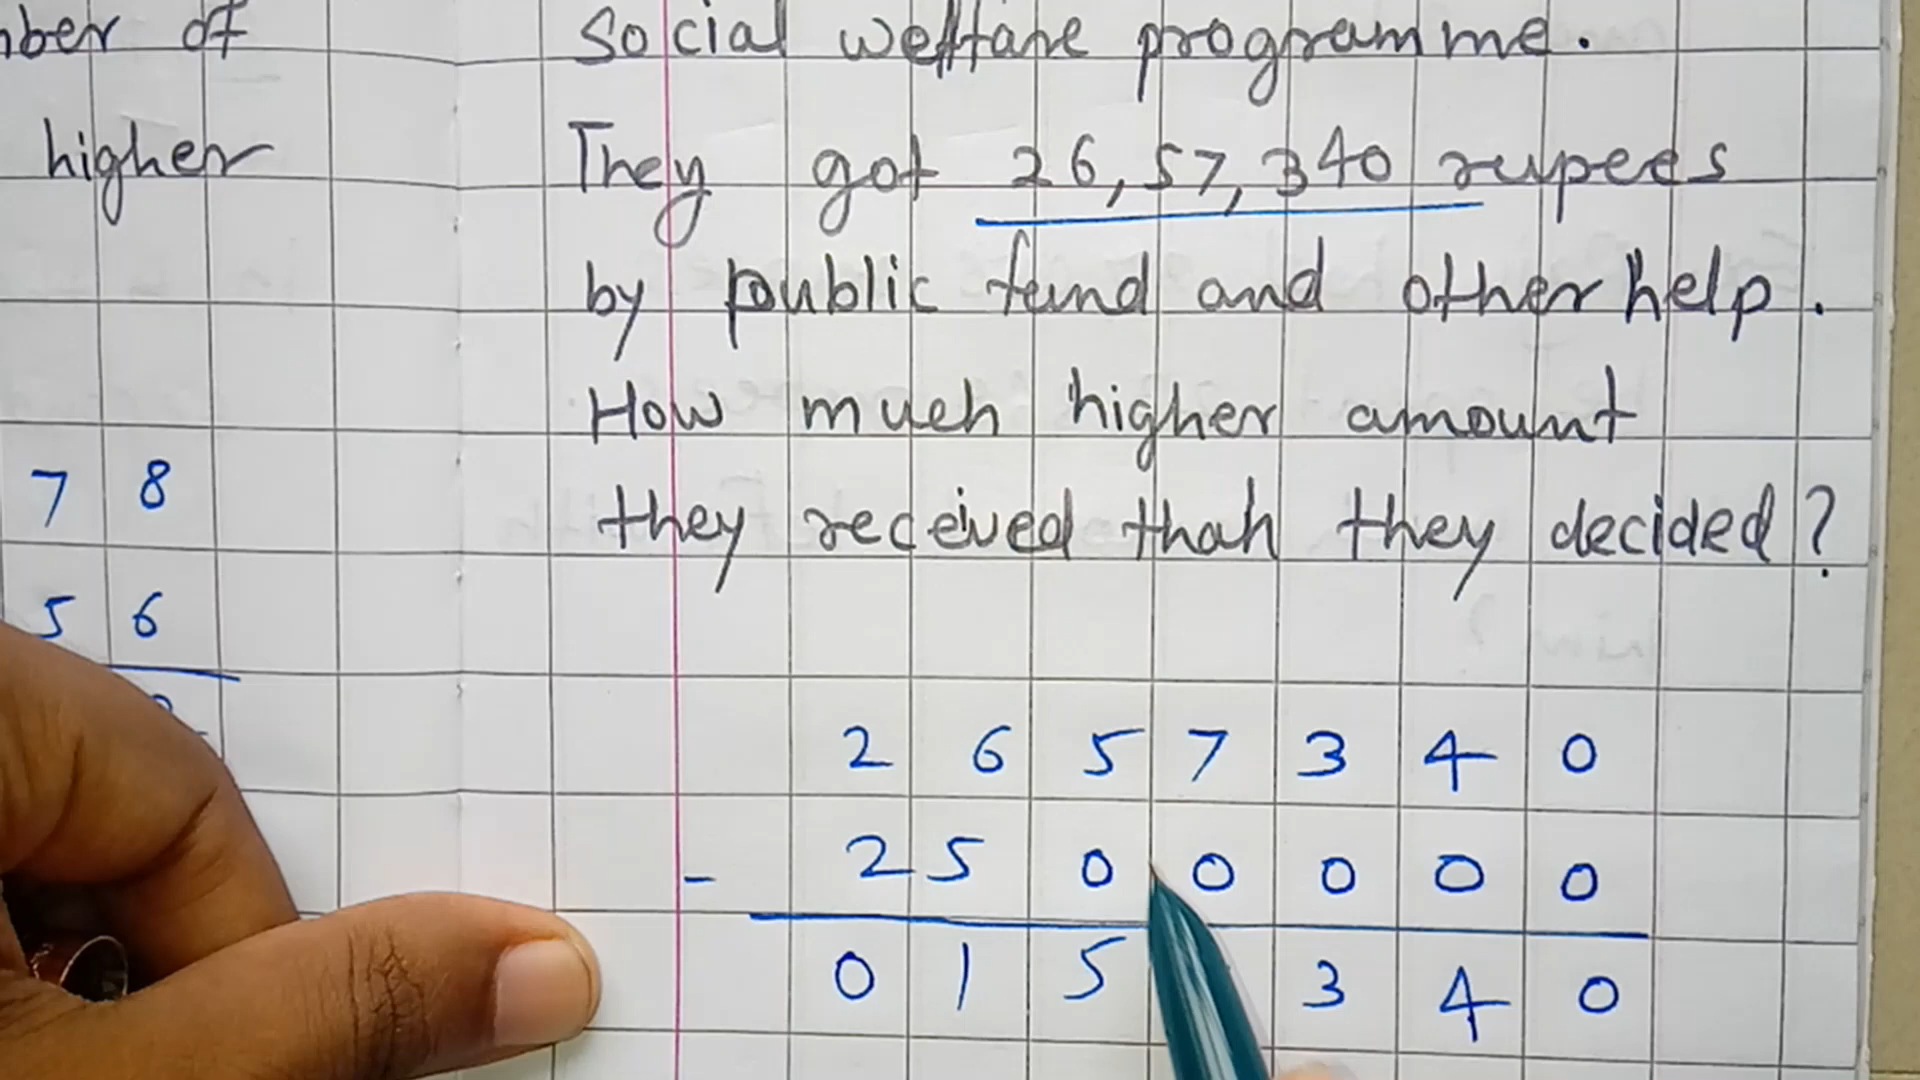 ber of
higher
7 8
5 6
Social welfare programme.
They got 26,57,340 rupees
by public fund and other help.
How much higher amount
they received than they decided?
2 6 5 7 3 4 0
- 2 5 0 0 0 0 0
0 1 5 3 4 0